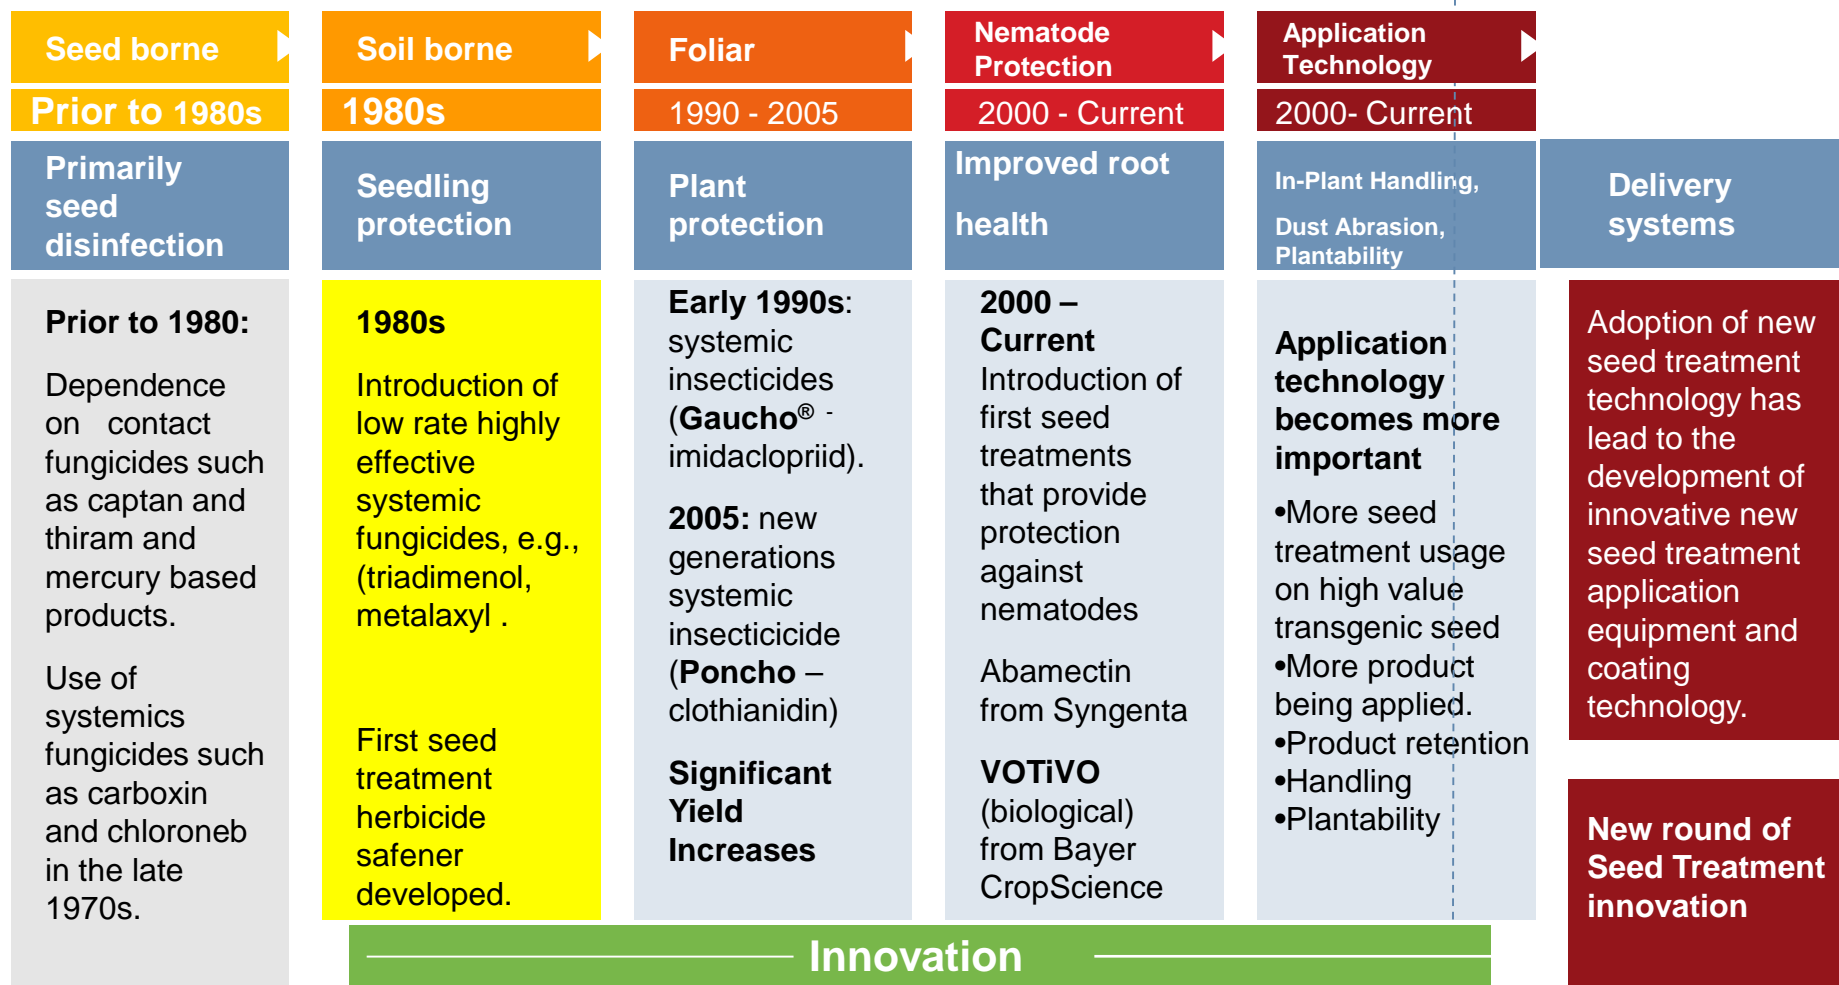 Seed borne
Prior to 1980s
Primarily
seed
disinfection
Prior to 1980:
Dependence
on contact
fungicides such
as captan and
thiram and
mercury based
products.
Use of
systemics
fungicides such
as carboxin
and chloroneb
in the late
1970s.
Soil borne
1980s
Seedling
protection
1980s
Introduction of
low rate highly
effective
systemic
fungicides, e.g.,
(triadimenol,
metalaxyl .
First seed
treatment
herbicide
safener
developed.
Foliar
1990 - 2005
Plant
protection
Early 1990s:
systemic
insecticides
(Gaucho® -
imidaclopriid).
2005: new
generations
systemic
insecticicide
(Poncho –
clothianidin)
Significant
Yield
Increases
Nematode
Protection
2000 - Current
Improved root
health
2000 –
Current
Introduction of
first seed
treatments
that provide
protection
against
nematodes
Abamectin
from Syngenta
VOTiVO
(biological)
from Bayer
CropScience
Application
Technology
2000- Current
In-Plant Handling,
Dust Abrasion,
Plantability
Application
technology
becomes more
important
•More seed
treatment usage
on high value
transgenic seed
•More product
being applied.
•Product retention
•Handling
•Plantability
Delivery
systems
Adoption of new
seed treatment
technology has
lead to the
development of
innovative new
seed treatment
application
equipment and
coating
technology.
New round of
Seed Treatment
innovation
Innovation